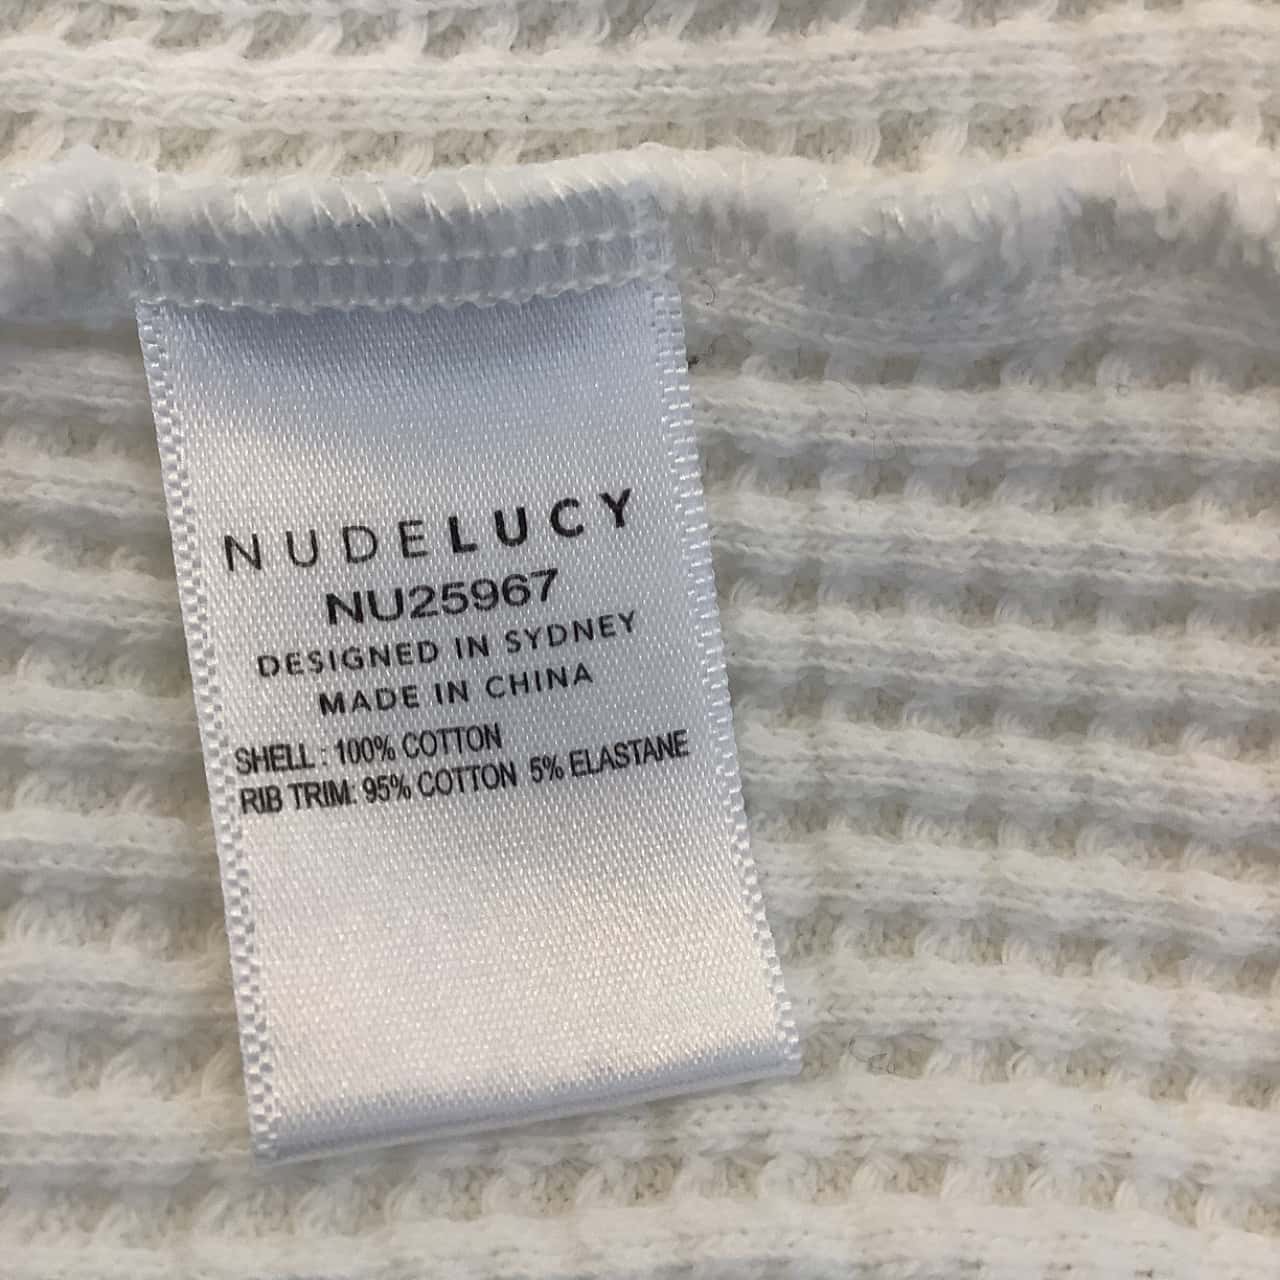 NUDELUCY
NU25967
DESIGNED IN SYDNEY
MADE IN CHINA
SHELL : 100% COTTON
RIB TRIM: 95% COTTON 5% ELASTANE